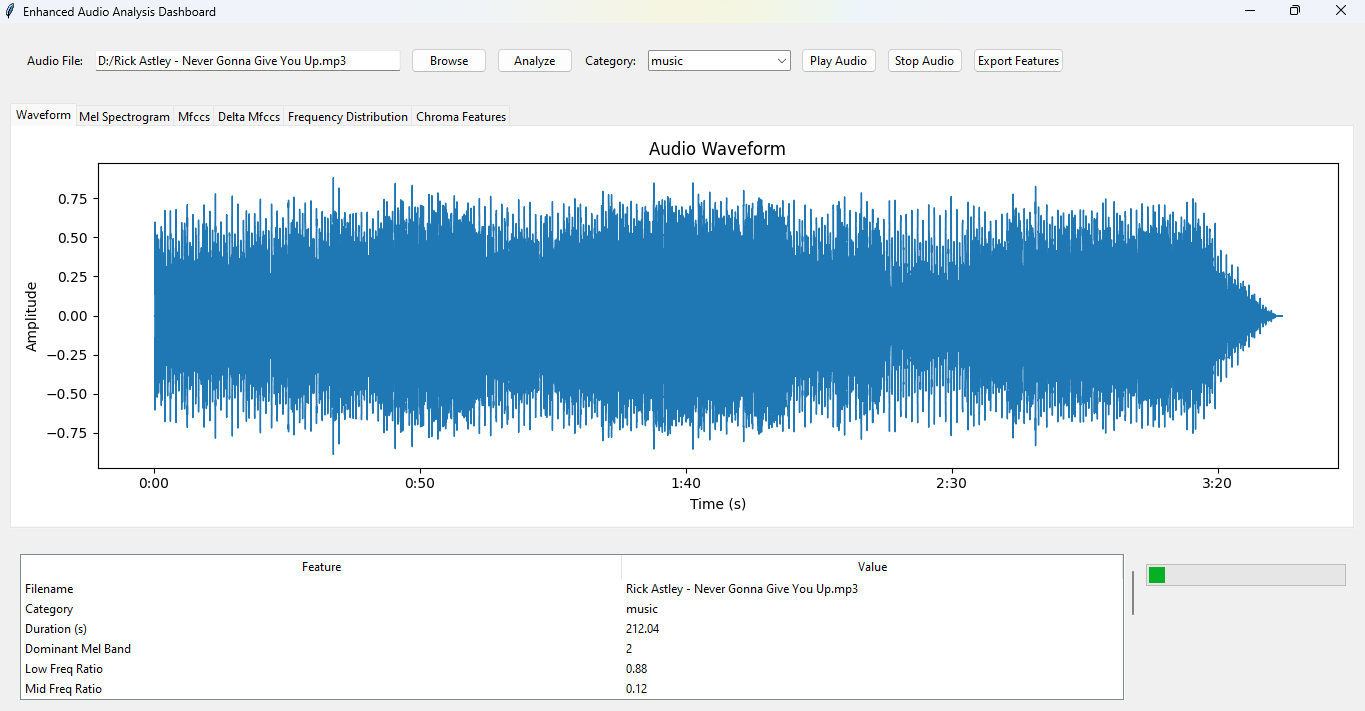 Enhanced Audio Analysis Dashboard
Audio File: D:/Rick Astley - Never Gonna Give You Up.mp3 Browse Analyze Category: music Play Audio Stop Audio Export Features
Waveform Mel Spectrogram Mfccs Delta Mfccs Frequency Distribution Chroma Features
Audio Waveform
0.75
0.50
0.25
0.00
−0.25
−0.50
−0.75
Amplitude
0:00 0:50 1:40 2:30 3:20
Time (s)
Feature Value
Filename Rick Astley - Never Gonna Give You Up.mp3
Category music
Duration (s) 212.04
Dominant Mel Band 2
Low Freq Ratio 0.88
Mid Freq Ratio 0.12